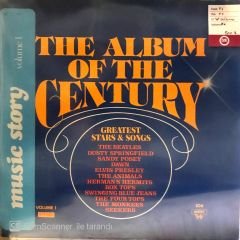 music story
volume 1
THE ALBUM
OF THE
CENTURY
GREATEST
STARS & SONGS
THE BEATLES
DUSTY SPRINGFIELD
SANDY POSEY
DAWN
ELVIS PRESLEY
THE ANIMALS
HERMAN'S HERMITS
BOX TOPS
SWINGING BLUE JEANS
THE FOUR TOPS
THE MONKEES
SEEKERS
VOLUME 1
CamScanner ile tarandı